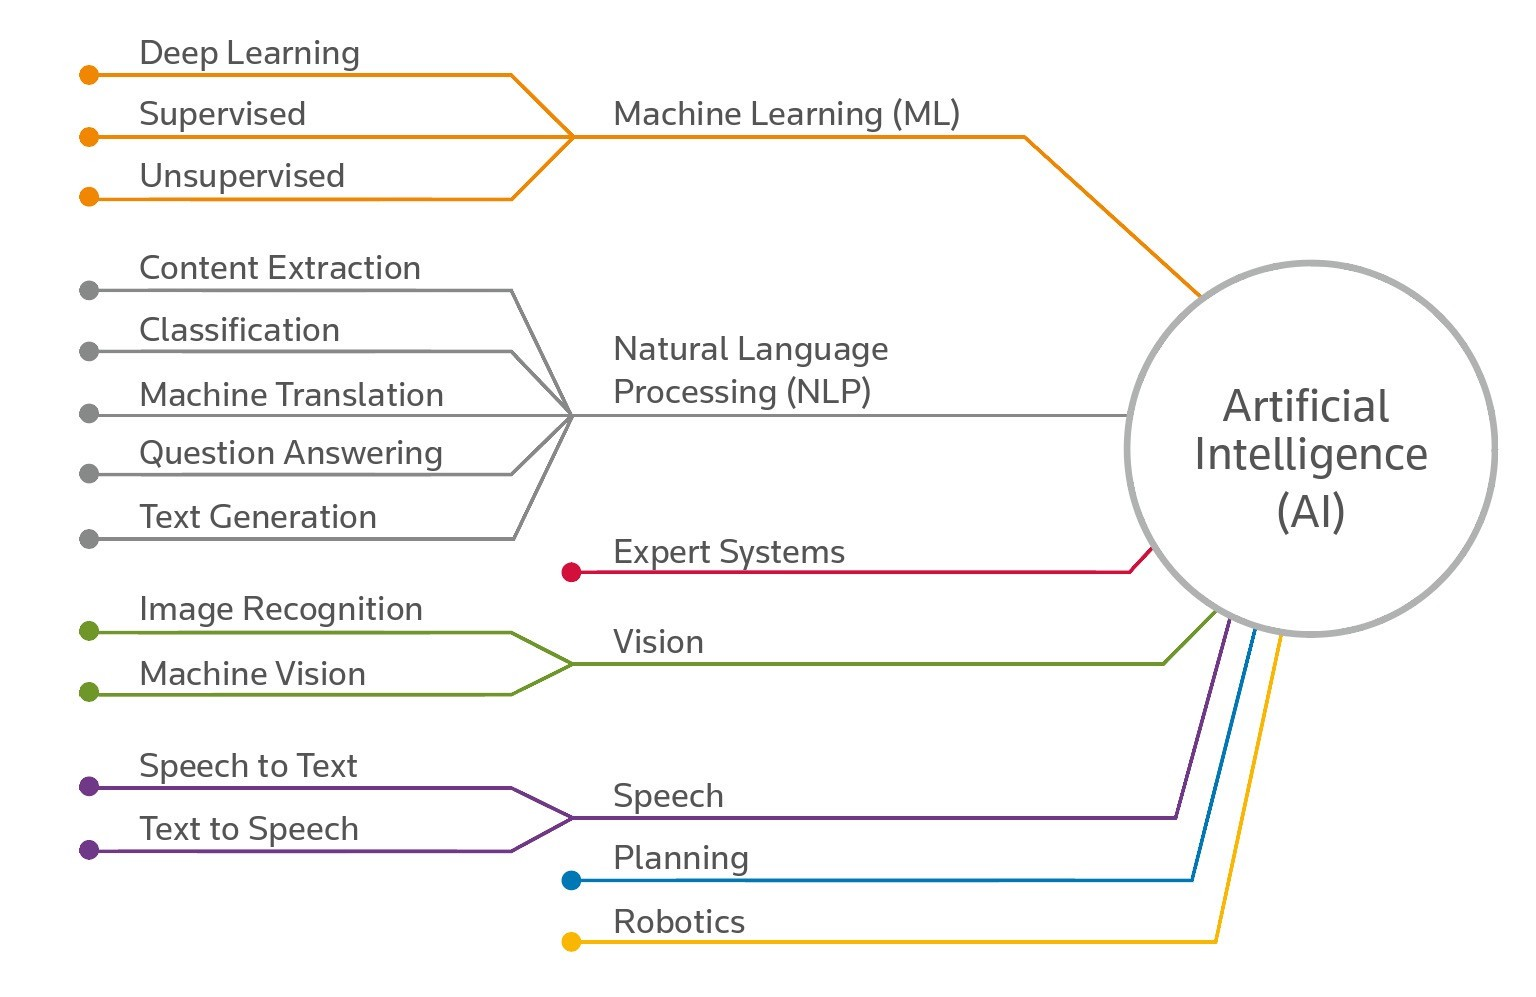 Deep Learning
Supervised
Unsupervised
Machine Learning (ML)
Content Extraction
Classification
Machine Translation
Question Answering
Text Generation
Natural Language
Processing (NLP)
Expert Systems
Image Recognition
Machine Vision
Vision
Speech to Text
Text to Speech
Speech
Planning
Robotics
Artificial
Intelligence
(AI)